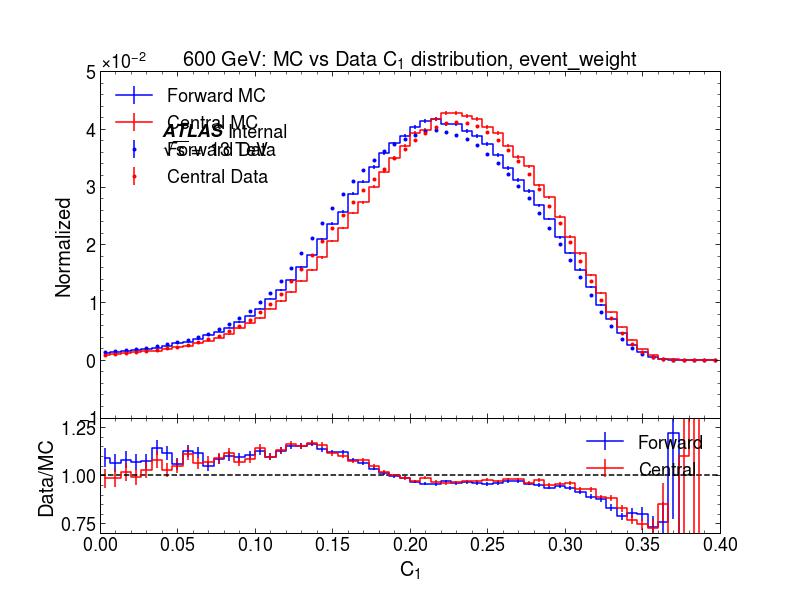 ×10⁻²
600 GeV: MC vs Data C₁ distribution, event_weight
5
4
3
2
1
0
−1
Normalized
Forward MC
Central MC
ATLAS Internal
√s = 13 TeV
Forward Data
Central Data
1.25
1.00
0.75
Data/MC
Forward
Central
0.00 0.05 0.10 0.15 0.20 0.25 0.30 0.35 0.40
C₁